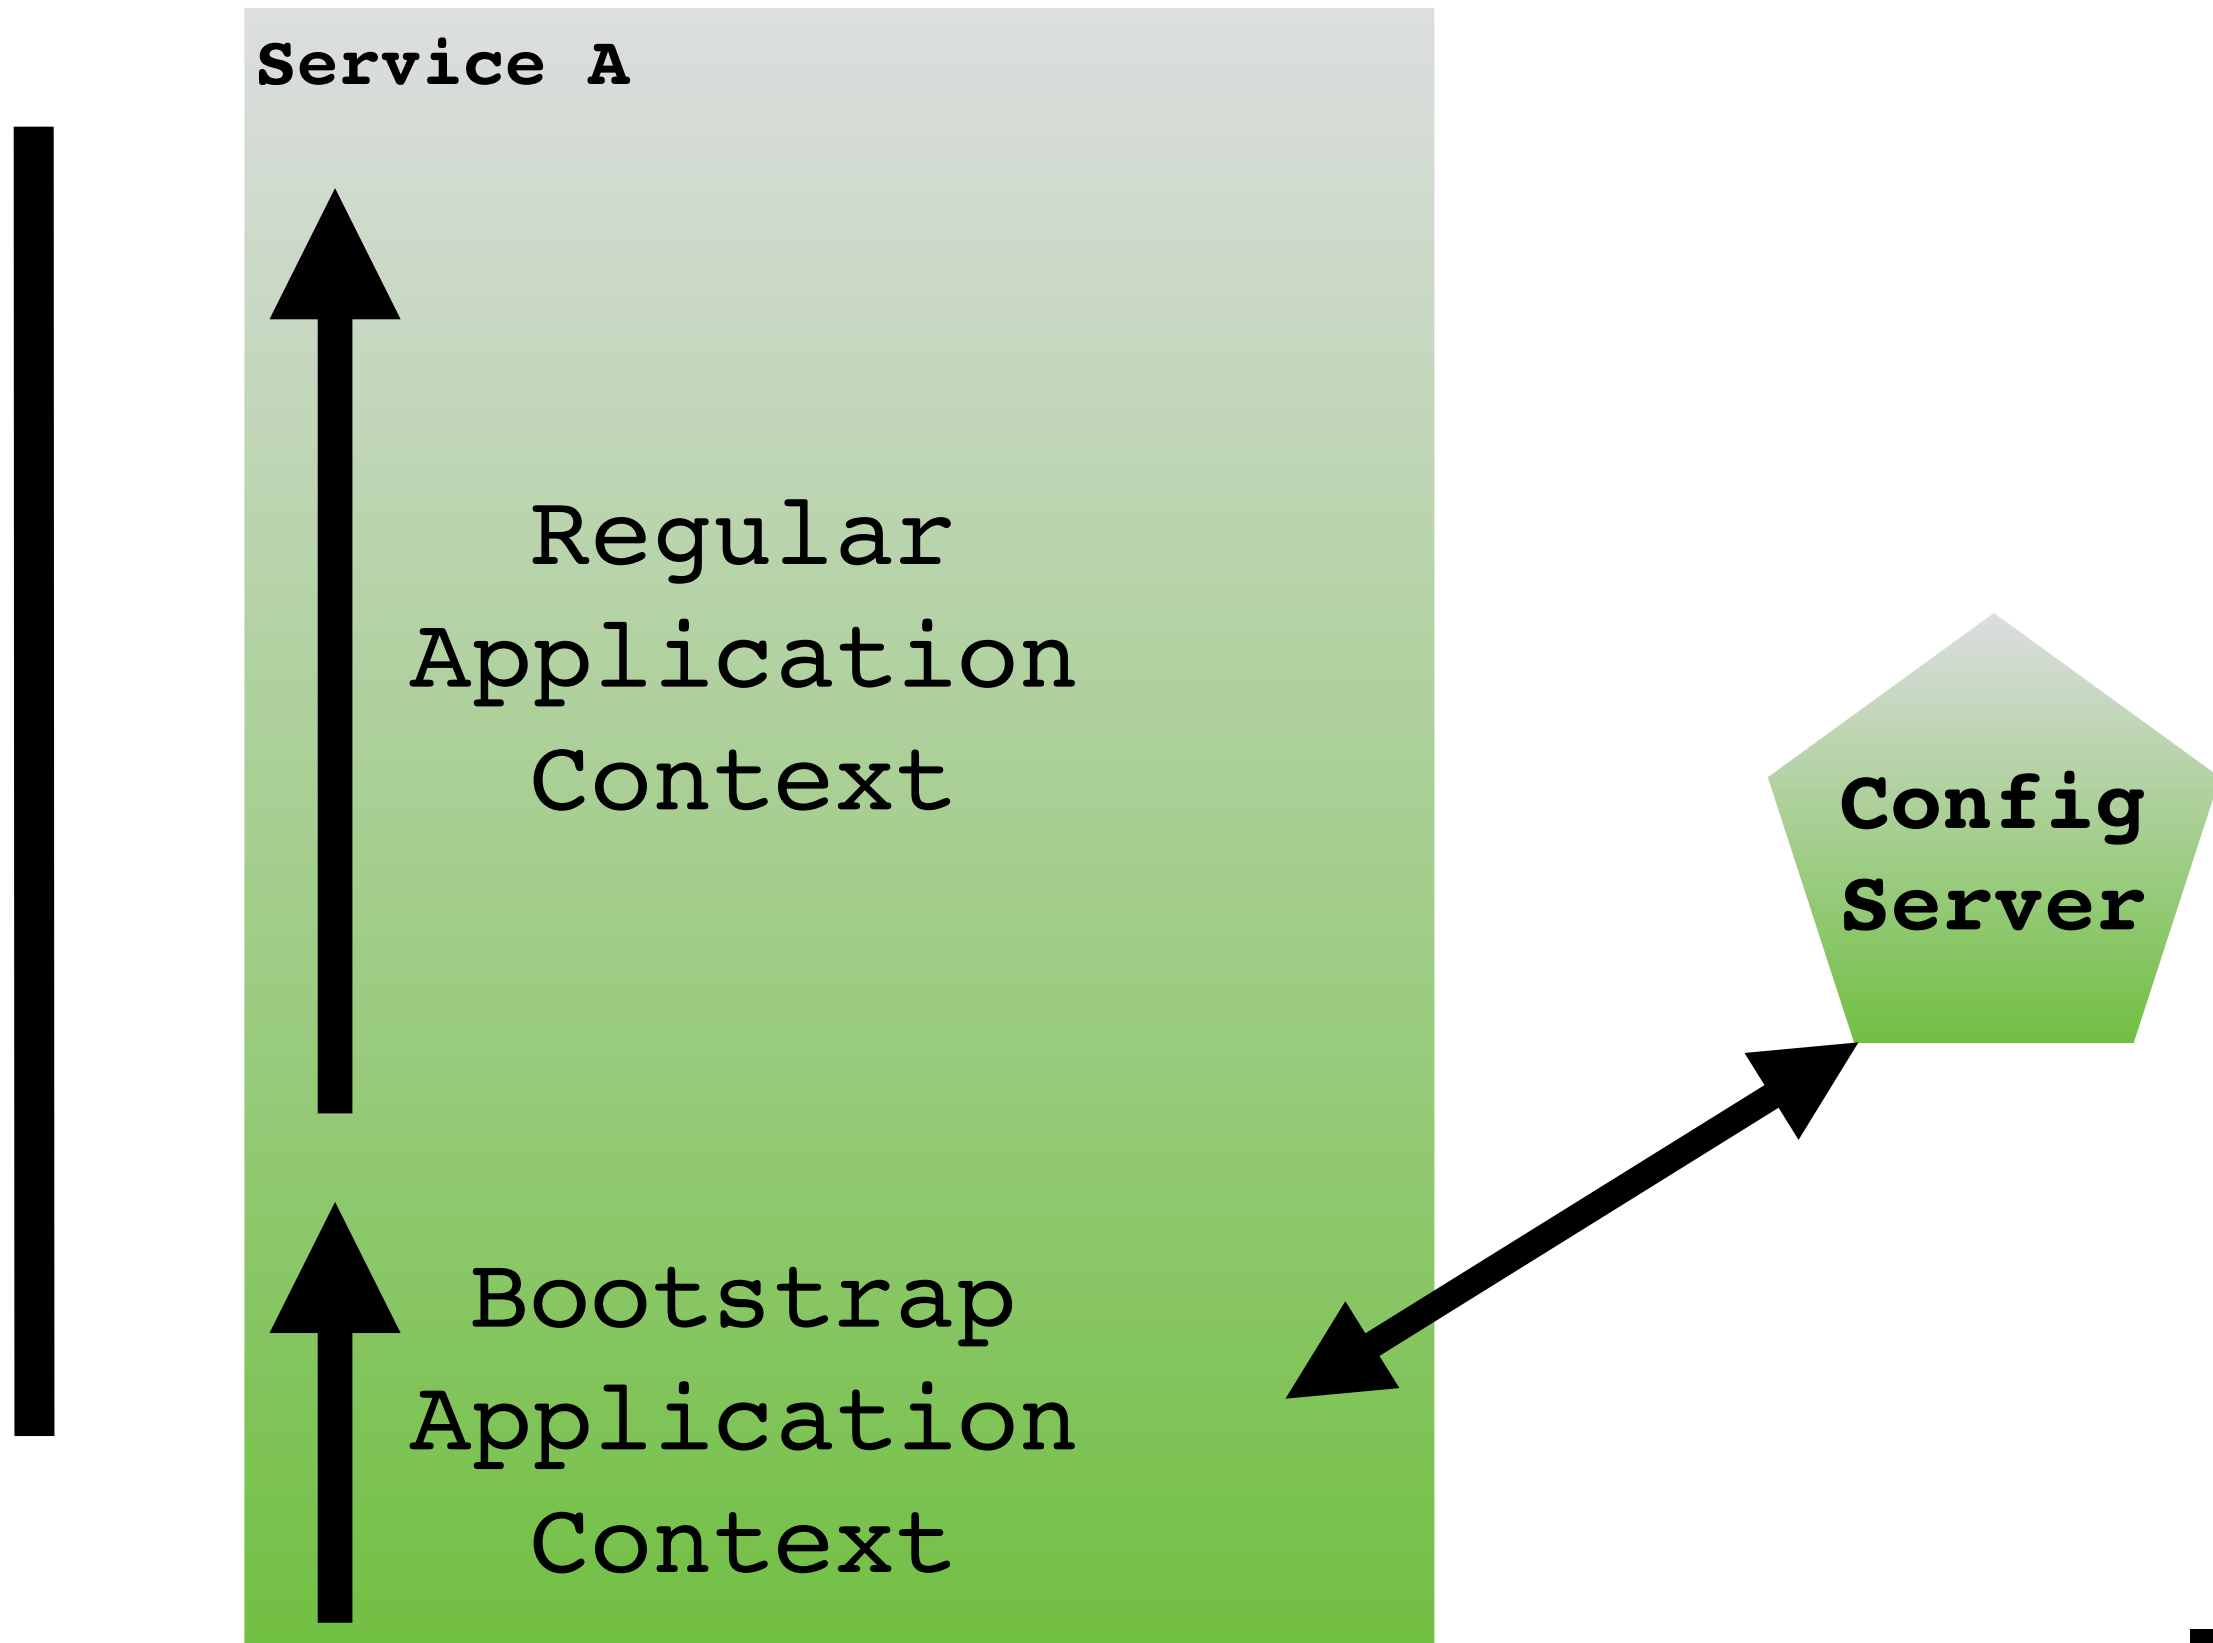 Service A
Regular
Application
Context
Config
Server
Bootstrap
Application
Context